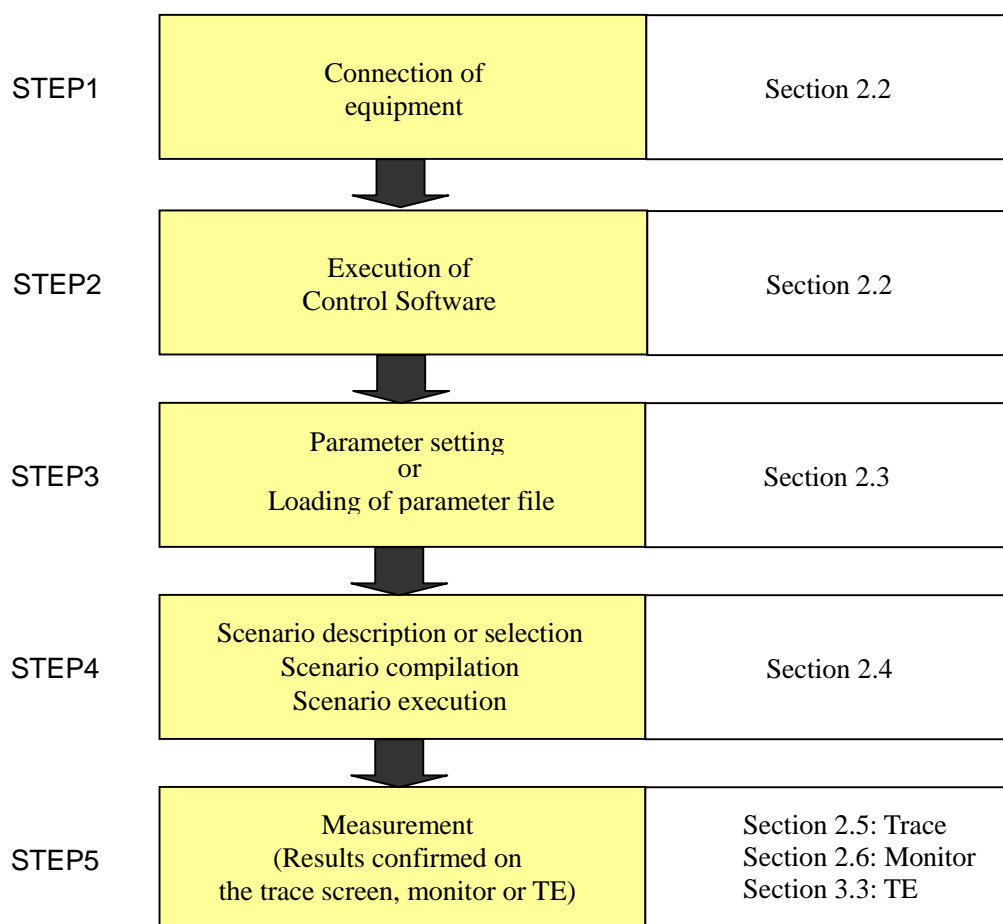 STEP1
Connection of
equipment
Section 2.2
STEP2
Execution of
Control Software
Section 2.2
STEP3
Parameter setting
or
Loading of parameter file
Section 2.3
STEP4
Scenario description or selection
Scenario compilation
Scenario execution
Section 2.4
STEP5
Measurement
(Results confirmed on
the trace screen, monitor or TE)
Section 2.5: Trace
Section 2.6: Monitor
Section 3.3: TE